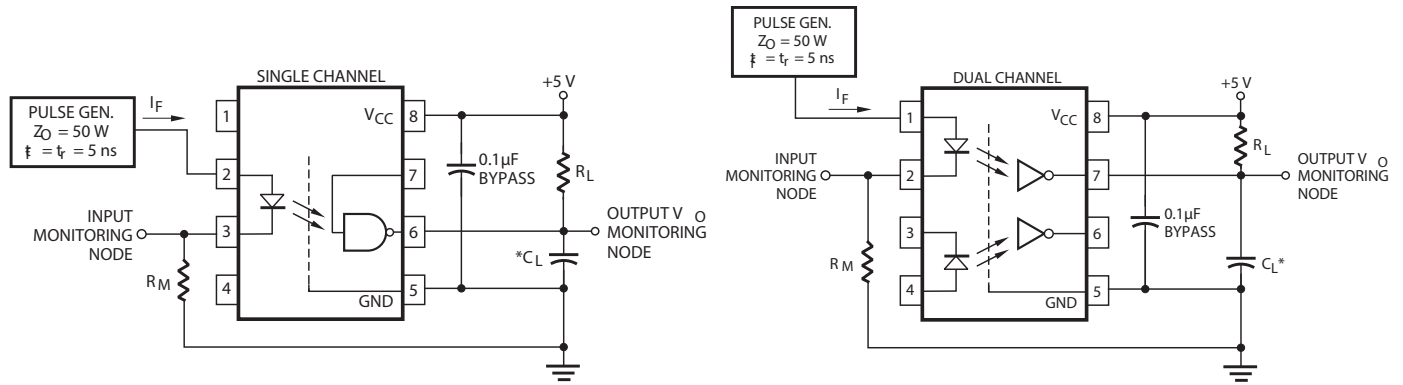 SINGLE CHANNEL
PULSE GEN.
ZO = 50 W
tf = tr = 5 ns
IF
1
2
3
4
VCC
8
7
6
5
GND
+5 V
0.1µF
BYPASS
RL
INPUT
MONITORING
NODE
RM
OUTPUT V O
MONITORING
NODE
*CL
PULSE GEN.
ZO = 50 W
tf = tr = 5 ns
DUAL CHANNEL
IF
1
2
3
4
VCC
8
7
6
5
GND
+5 V
RL
INPUT
MONITORING
NODE
RM
OUTPUT V O
MONITORING
NODE
0.1µF
BYPASS
CL*